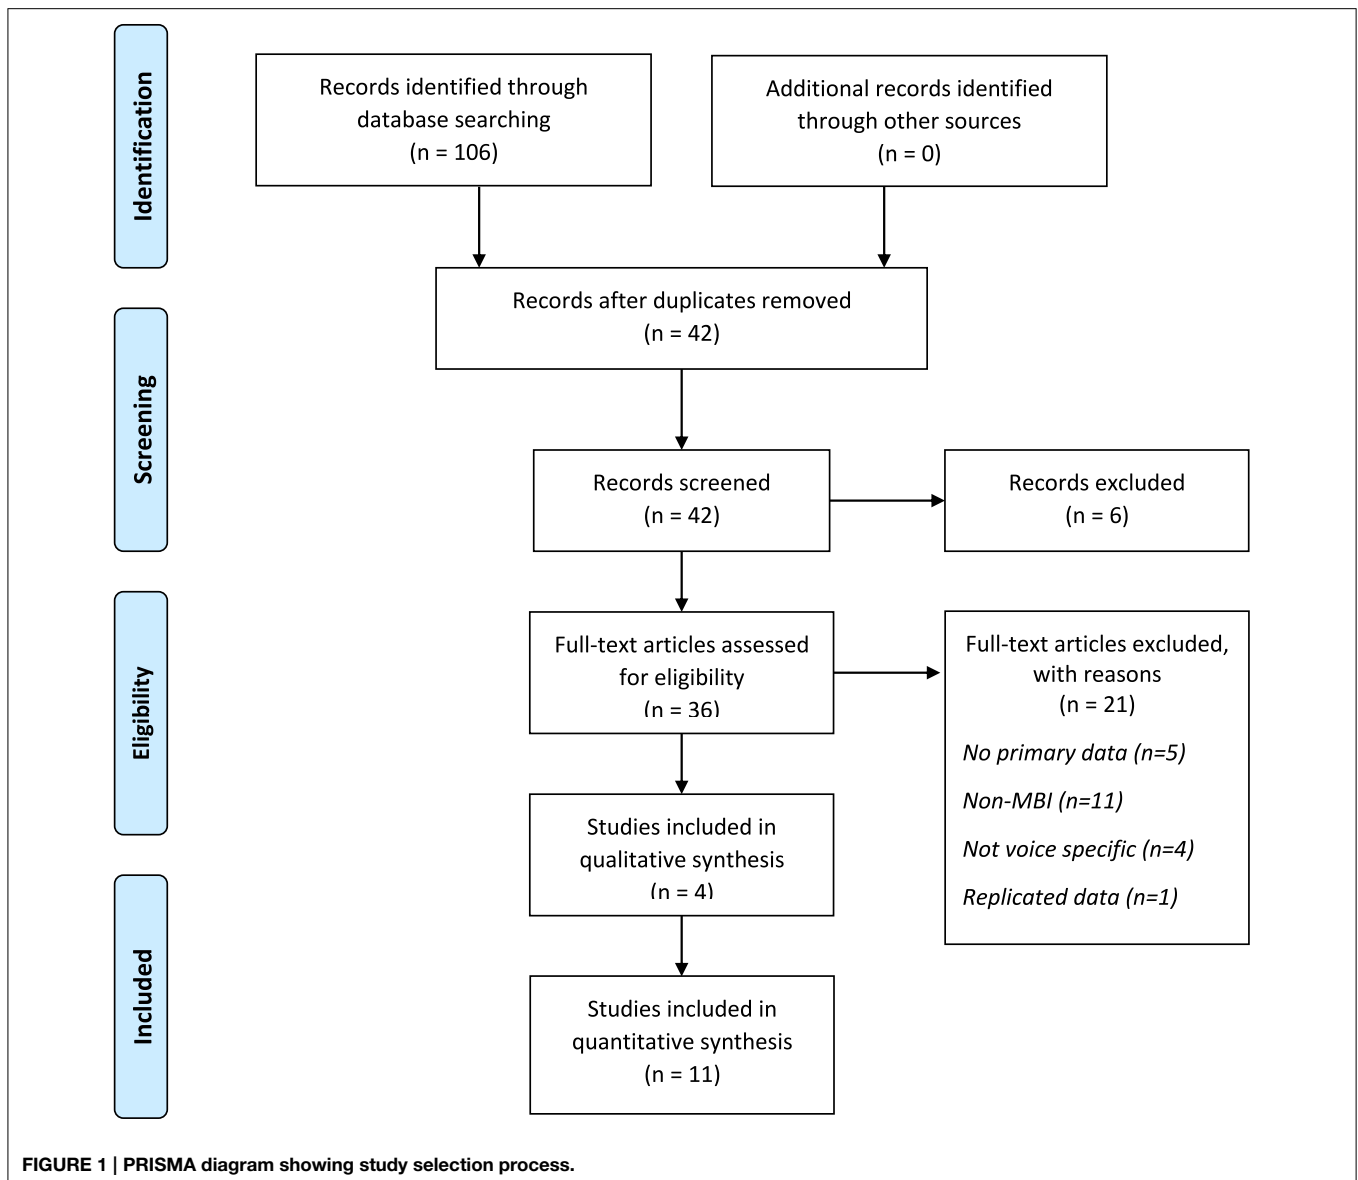 Identification
Records identified through
database searching
(n = 106)
Additional records identified
through other sources
(n = 0)
Records after duplicates removed
(n = 42)
Screening
Records screened
(n = 42)
Records excluded
(n = 6)
Eligibility
Full-text articles assessed
for eligibility
(n = 36)
Full-text articles excluded,
with reasons
(n = 21)
No primary data (n=5)
Non-MBI (n=11)
Not voice specific (n=4)
Replicated data (n=1)
Studies included in
qualitative synthesis
(n = 4)
Included
Studies included in
quantitative synthesis
(n = 11)
FIGURE 1 | PRISMA diagram showing study selection process.